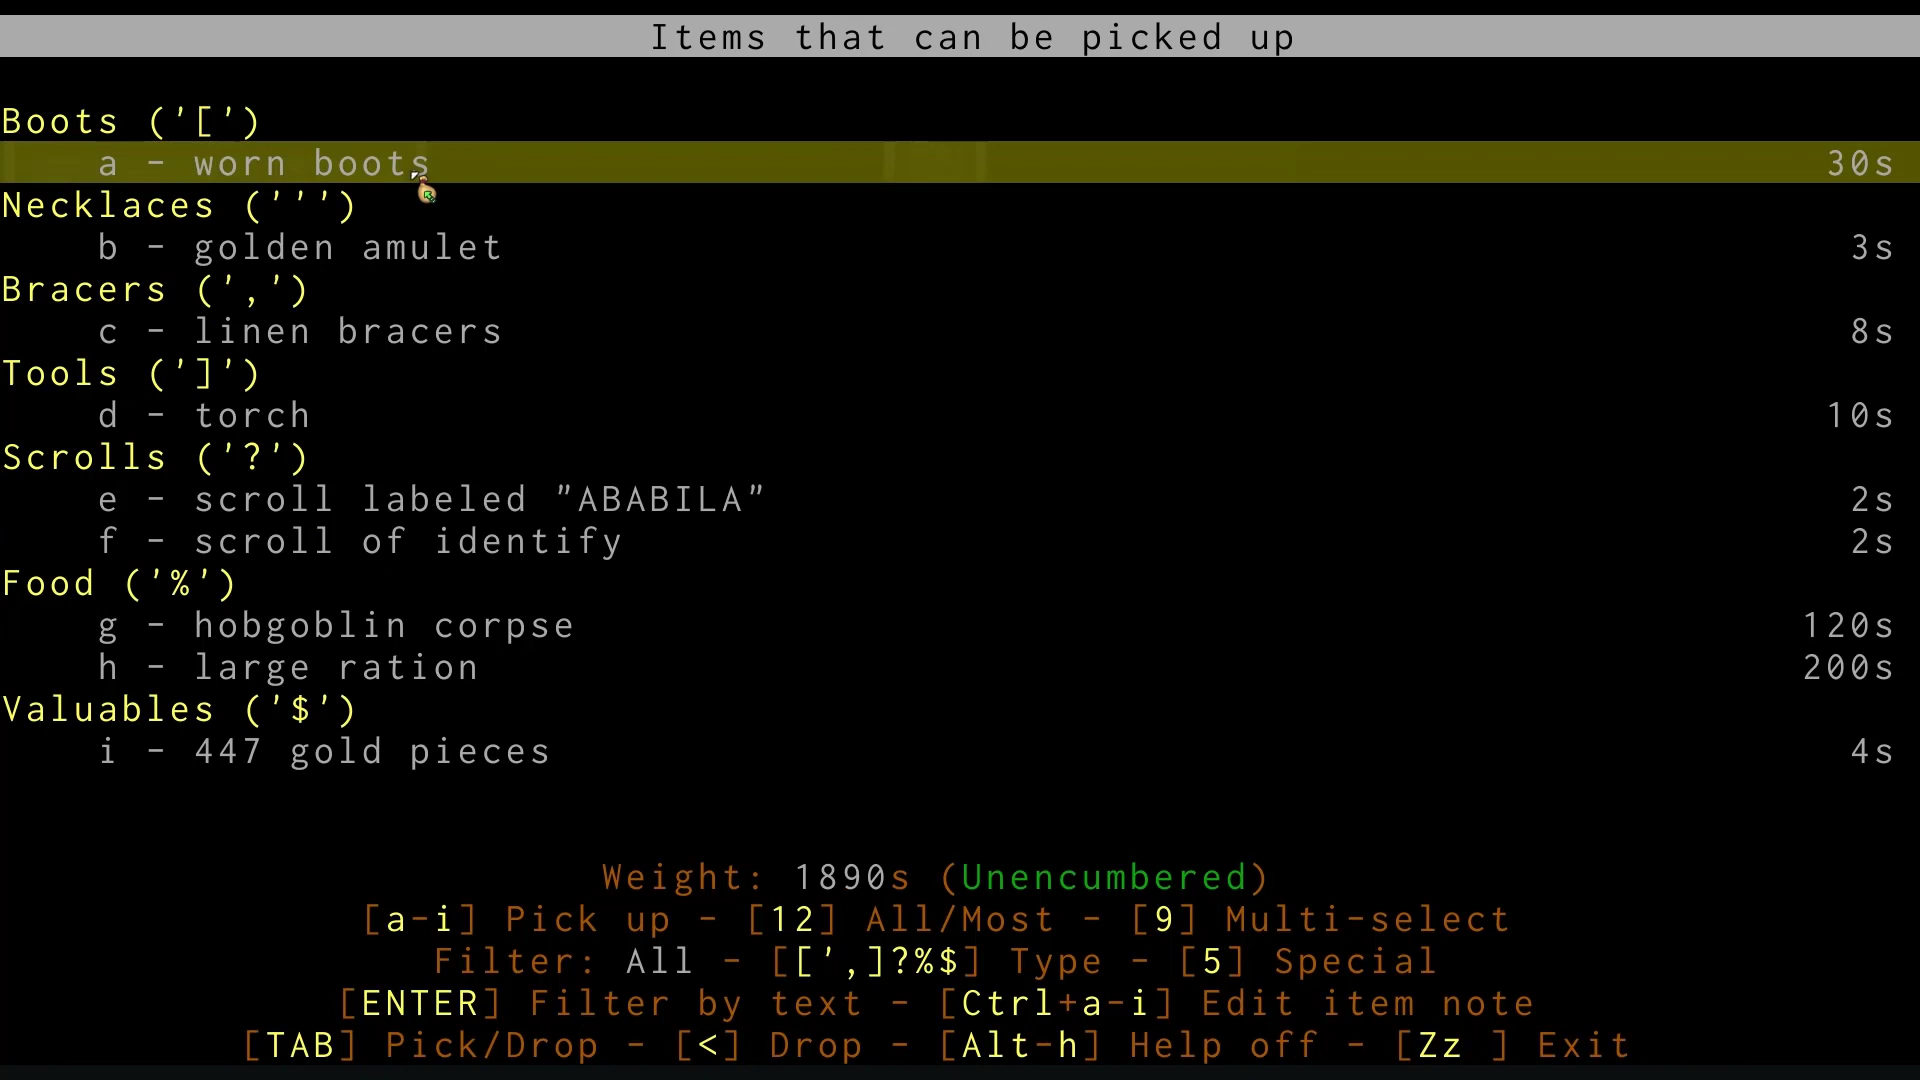 Items that can be picked up
Boots ('[')
a - worn boots 30s
Necklaces (''')
b - golden amulet 3s
Bracers (',')
c - linen bracers 8s
Tools (']')
d - torch 10s
Scrolls ('?')
e - scroll labeled "ABABILA" 2s
f - scroll of identify 2s
Food ('%')
g - hobgoblin corpse 120s
h - large ration 200s
Valuables ('$')
i - 447 gold pieces 4s
Weight: 1890s (Unencumbered)
[a-i] Pick up - [12] All/Most - [9] Multi-select
Filter: All - [[',]?%$] Type - [5] Special
[ENTER] Filter by text - [Ctrl+a-i] Edit item note
[TAB] Pick/Drop - [<] Drop - [Alt-h] Help off - [Zz ] Exit